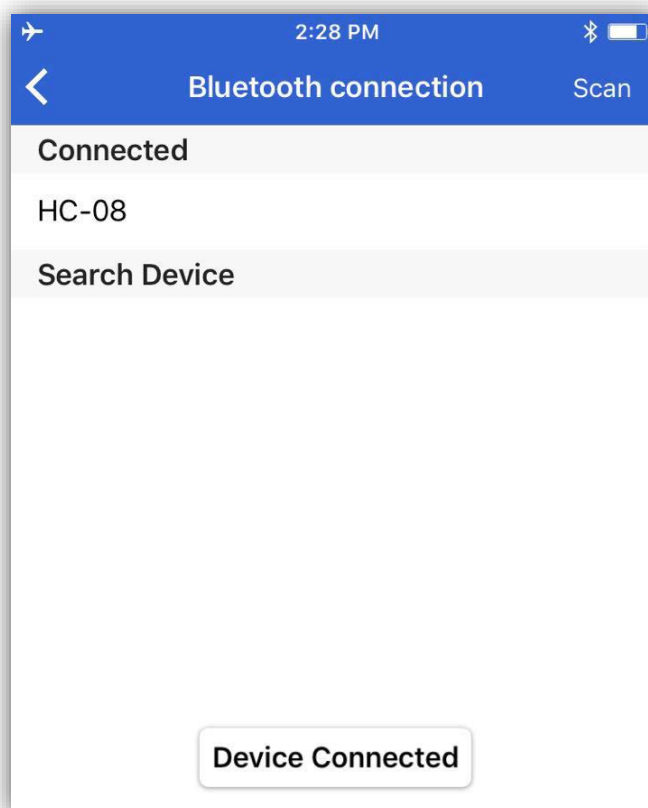 2:28 PM
Bluetooth connection
Scan
Connected
HC-08
Search Device
Device Connected